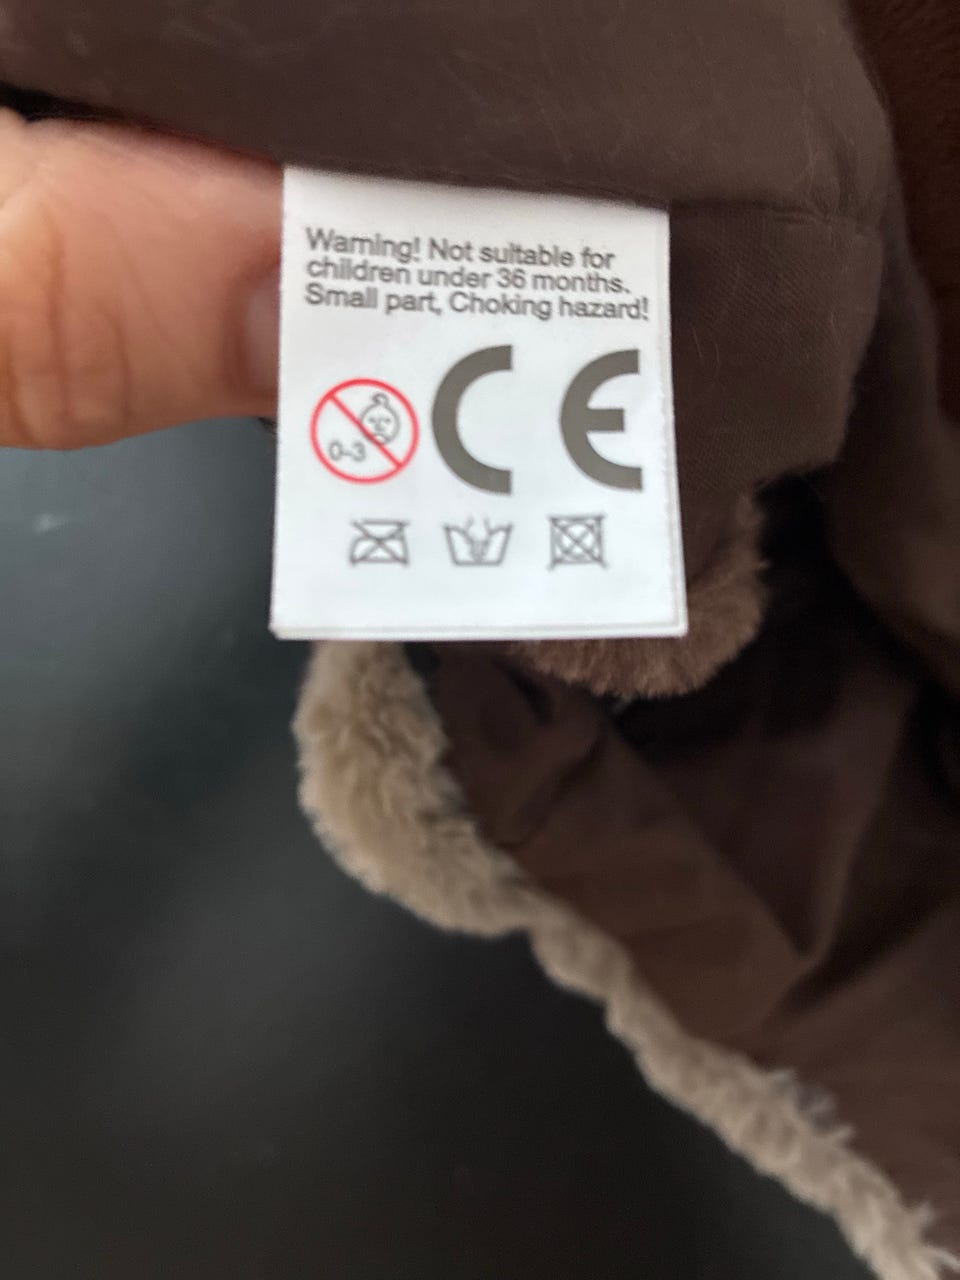 Warning! Not suitable for
children under 36 months.
Small part, Choking hazard!
0-3
CE